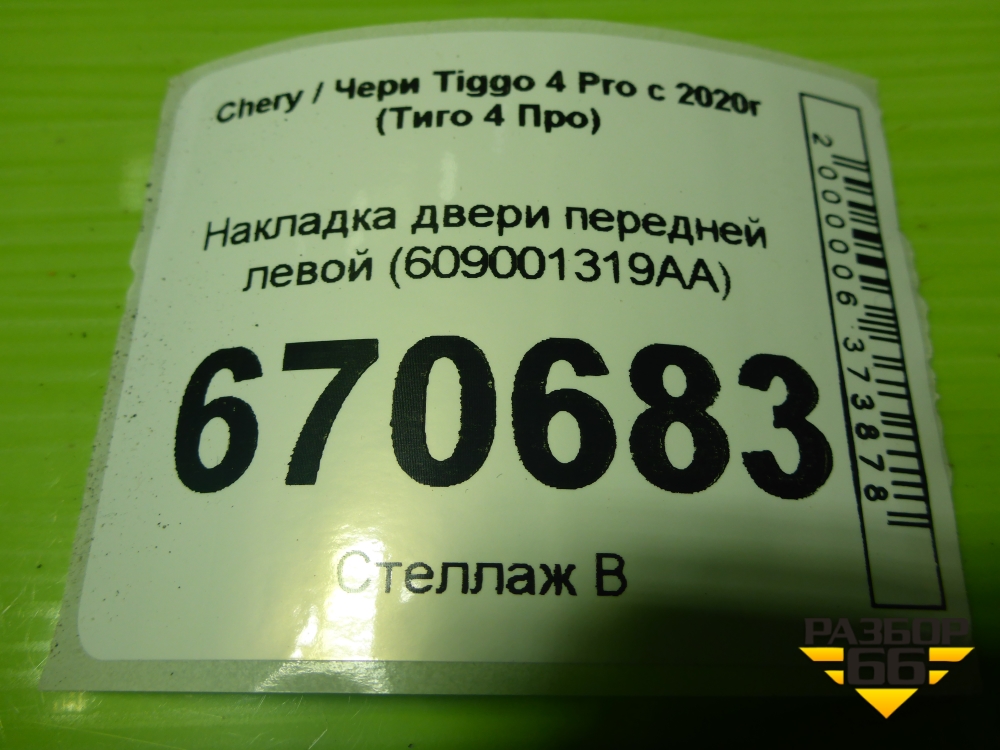 Chery / Чери Tiggo 4 Pro с 2020г
(Тиго 4 Про)
Накладка двери передней
левой (609001319AA)
670683
Стеллаж В
2000006373878
РАЗБОР
66